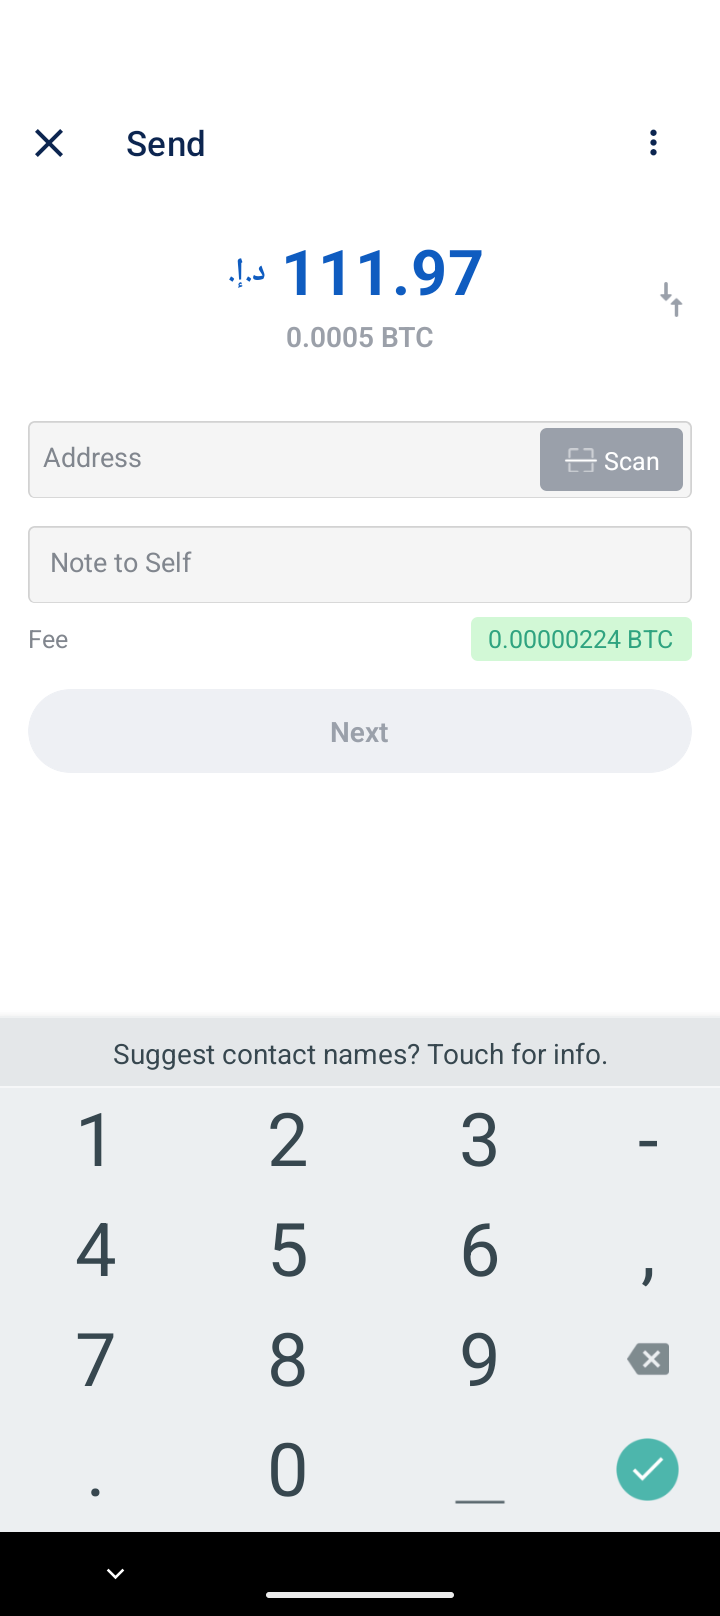 Send
د.إ.‏ 111.97
0.0005 BTC
Address
Scan
Note to Self
Fee
0.00000224 BTC
Next
Suggest contact names? Touch for info.
1 2 3 -
4 5 6 ,
7 8 9
. 0 _